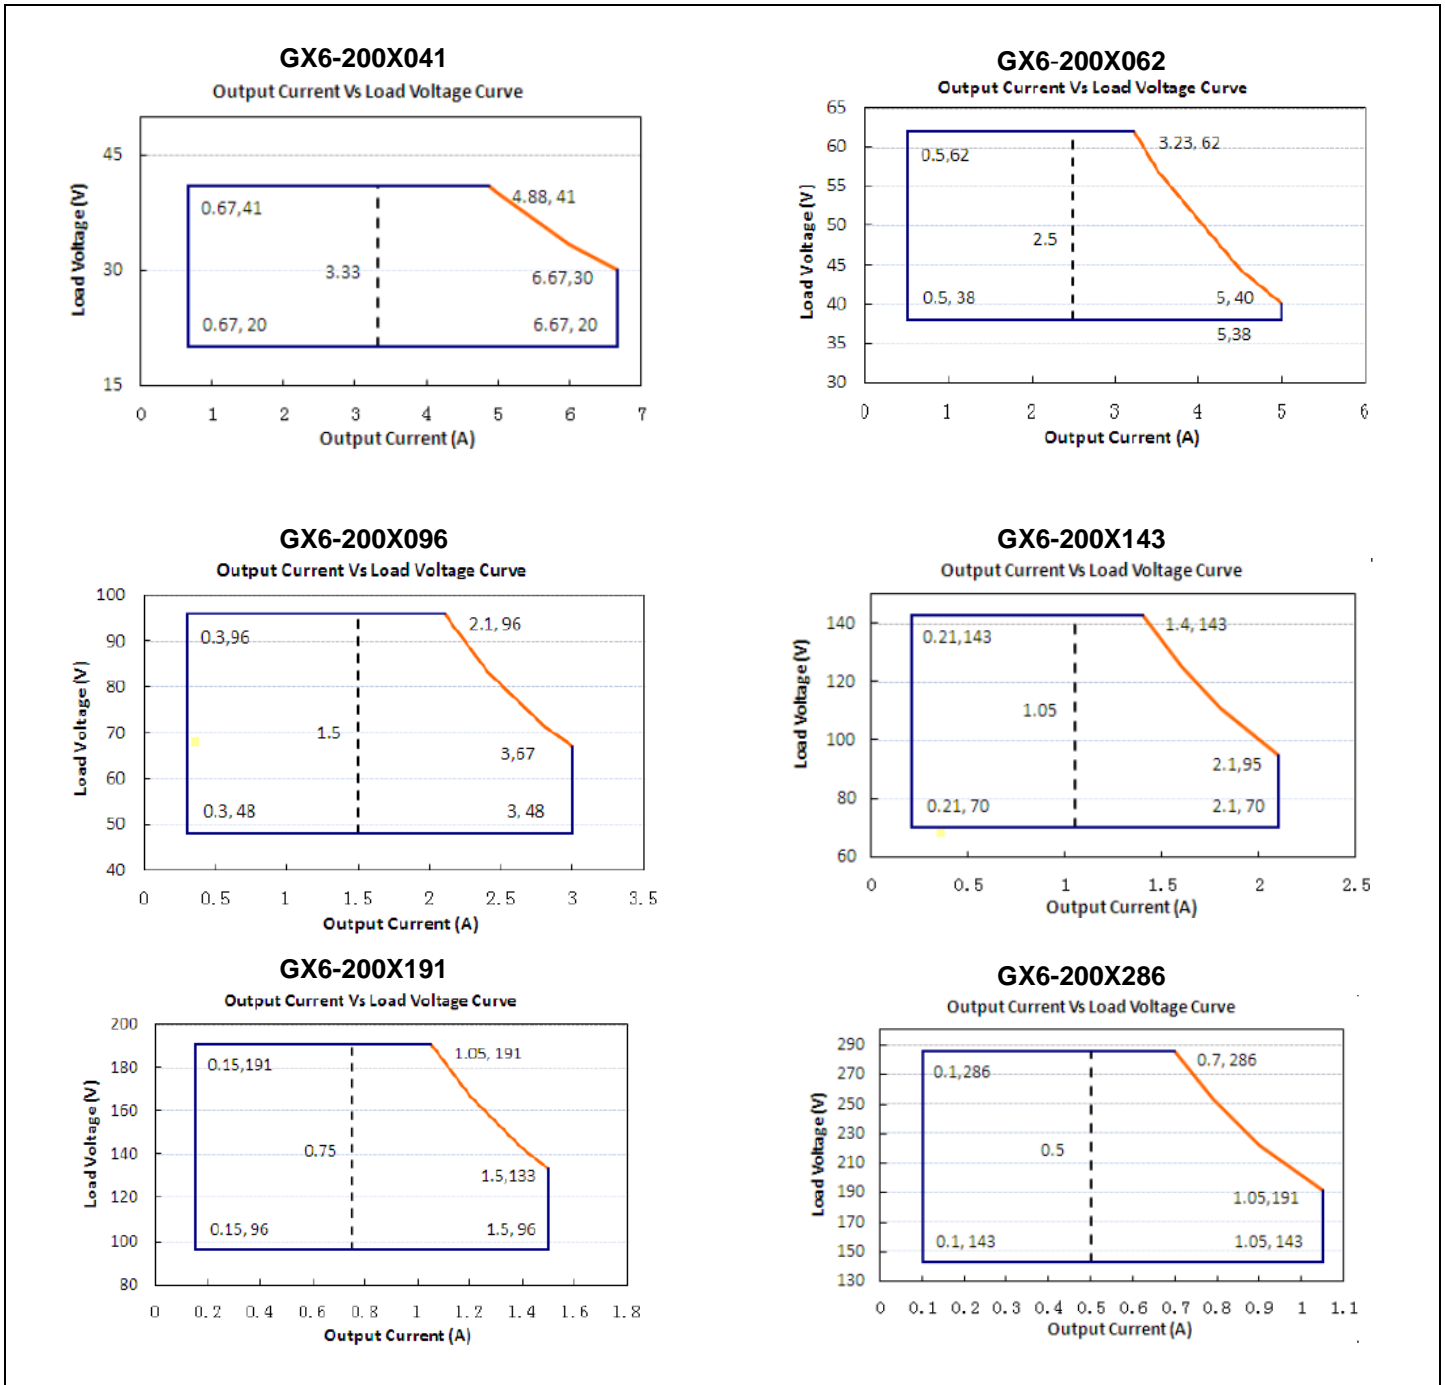 GX6-200X041
Output Current Vs Load Voltage Curve
Load Voltage (V)
45
30
15
0.67,41
4.88, 41
3.33
6.67,30
0.67, 20
6.67, 20
0 1 2 3 4 5 6 7
Output Current (A)
GX6-200X062
Output Current Vs Load Voltage Curve
Load Voltage (V)
65
60
55
50
45
40
35
30
0.5,62
3.23, 62
2.5
0.5, 38
5, 40
5,38
0 1 2 3 4 5 6
Output Current (A)
GX6-200X096
Output Current Vs Load Voltage Curve
Load Voltage (V)
100
90
80
70
60
50
40
0.3,96
2.1, 96
1.5
3,67
0.3, 48
3, 48
0 0.5 1 1.5 2 2.5 3 3.5
Output Current (A)
GX6-200X143
Output Current Vs Load Voltage Curve
Load Voltage (V)
140
120
100
80
60
0.21,143
1.4, 143
1.05
2.1,95
0.21, 70
2.1, 70
0 0.5 1 1.5 2 2.5
Output Current (A)
GX6-200X191
Output Current Vs Load Voltage Curve
Load Voltage (V)
200
180
160
140
120
100
80
0.15,191
1.05, 191
0.75
1.5,133
0.15, 96
1.5, 96
0 0.2 0.4 0.6 0.8 1 1.2 1.4 1.6 1.8
Output Current (A)
GX6-200X286
Output Current Vs Load Voltage Curve
Load Voltage (V)
290
270
250
230
210
190
170
150
130
0.1,286
0.7, 286
0.5
1.05,191
0.1, 143
1.05, 143
0 0.1 0.2 0.3 0.4 0.5 0.6 0.7 0.8 0.9 1 1.1
Output Current (A)